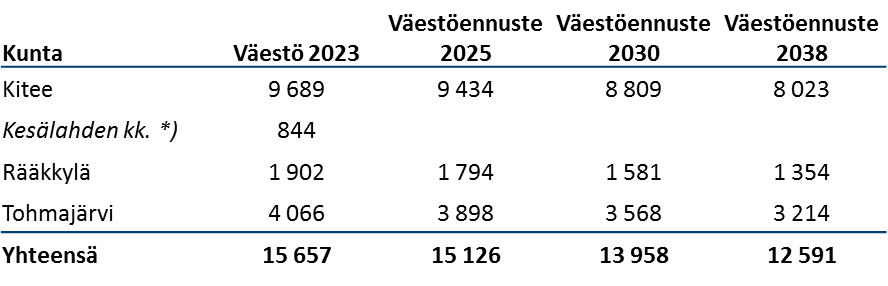 Väestöennuste Väestöennuste Väestöennuste
Kunta Väestö 2023 2025 2030 2038
Kitee 9 689 9 434 8 809 8 023
Kesälahden kk. *) 844
Rääkkylä 1 902 1 794 1 581 1 354
Tohmajärvi 4 066 3 898 3 568 3 214
Yhteensä 15 657 15 126 13 958 12 591